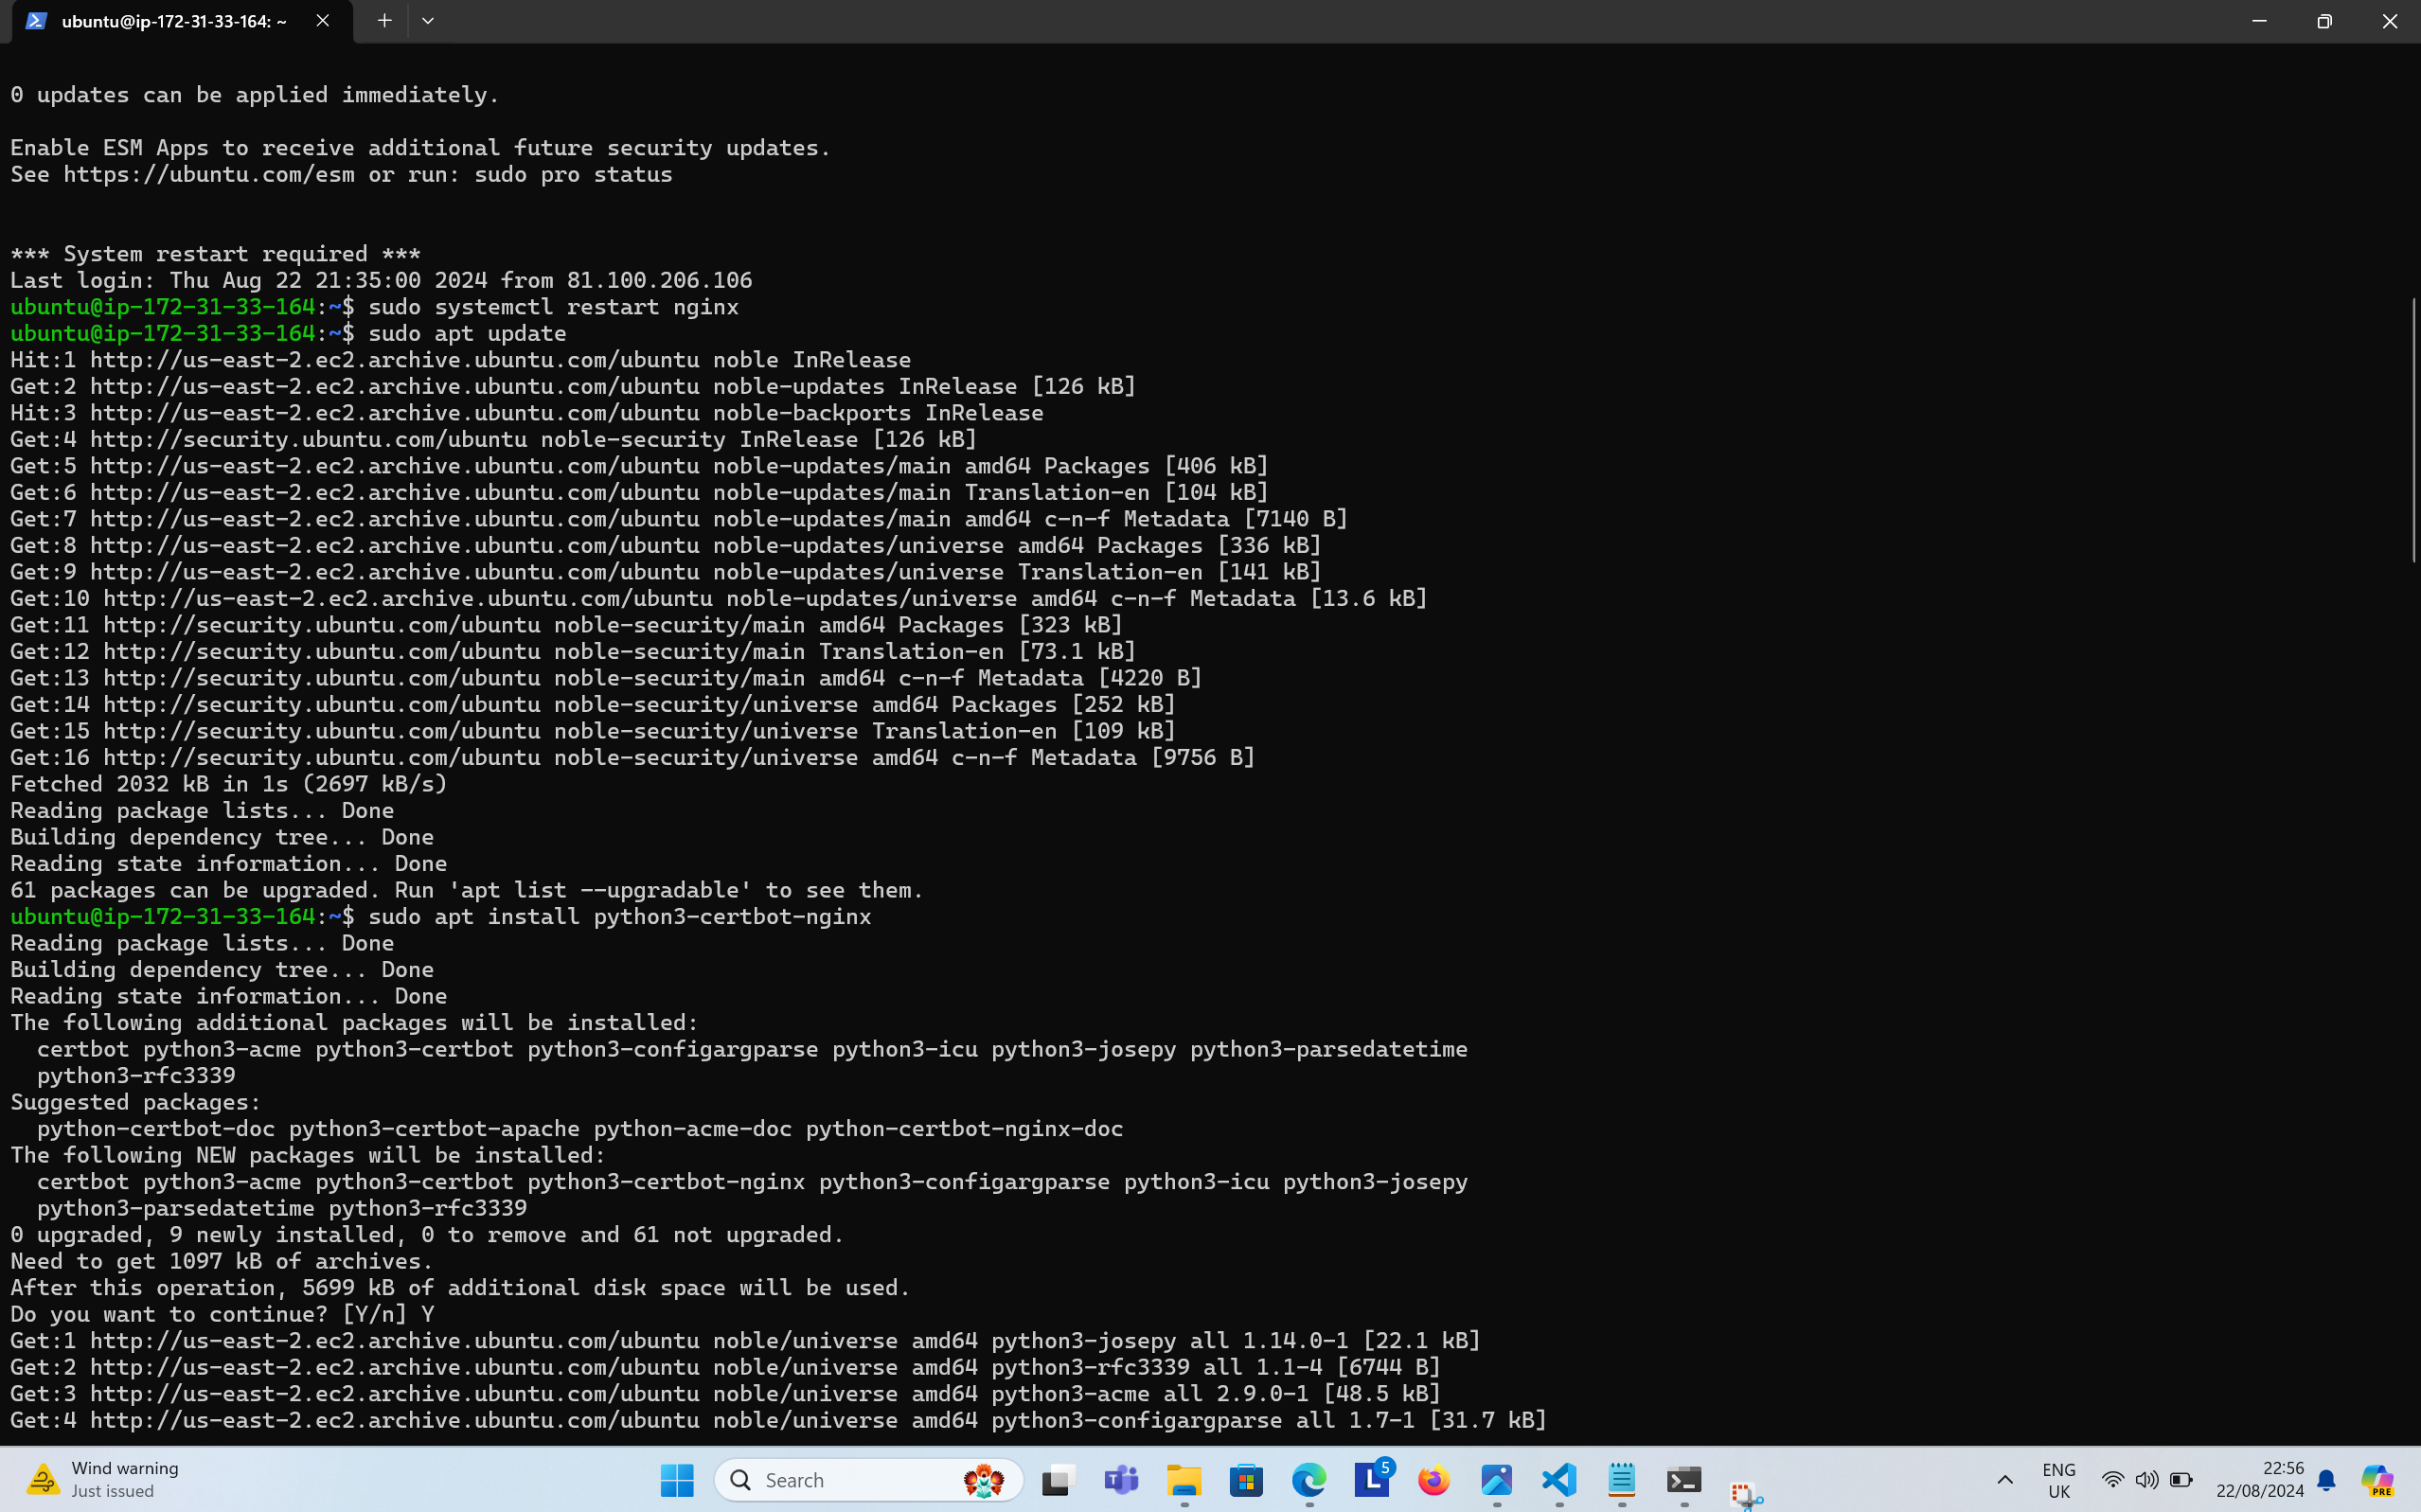 ubuntu@ip-172-31-33-164: ~
0 updates can be applied immediately.
Enable ESM Apps to receive additional future security updates.
See https://ubuntu.com/esm or run: sudo pro status
*** System restart required ***
Last login: Thu Aug 22 21:35:00 2024 from 81.100.206.106
ubuntu@ip-172-31-33-164:~$ sudo systemctl restart nginx
ubuntu@ip-172-31-33-164:~$ sudo apt update
Hit:1 http://us-east-2.ec2.archive.ubuntu.com/ubuntu noble InRelease
Get:2 http://us-east-2.ec2.archive.ubuntu.com/ubuntu noble-updates InRelease [126 kB]
Hit:3 http://us-east-2.ec2.archive.ubuntu.com/ubuntu noble-backports InRelease
Get:4 http://security.ubuntu.com/ubuntu noble-security InRelease [126 kB]
Get:5 http://us-east-2.ec2.archive.ubuntu.com/ubuntu noble-updates/main amd64 Packages [406 kB]
Get:6 http://us-east-2.ec2.archive.ubuntu.com/ubuntu noble-updates/main Translation-en [104 kB]
Get:7 http://us-east-2.ec2.archive.ubuntu.com/ubuntu noble-updates/main amd64 c-n-f Metadata [7140 B]
Get:8 http://us-east-2.ec2.archive.ubuntu.com/ubuntu noble-updates/universe amd64 Packages [336 kB]
Get:9 http://us-east-2.ec2.archive.ubuntu.com/ubuntu noble-updates/universe Translation-en [141 kB]
Get:10 http://us-east-2.ec2.archive.ubuntu.com/ubuntu noble-updates/universe amd64 c-n-f Metadata [13.6 kB]
Get:11 http://security.ubuntu.com/ubuntu noble-security/main amd64 Packages [323 kB]
Get:12 http://security.ubuntu.com/ubuntu noble-security/main Translation-en [73.1 kB]
Get:13 http://security.ubuntu.com/ubuntu noble-security/main amd64 c-n-f Metadata [4220 B]
Get:14 http://security.ubuntu.com/ubuntu noble-security/universe amd64 Packages [252 kB]
Get:15 http://security.ubuntu.com/ubuntu noble-security/universe Translation-en [109 kB]
Get:16 http://security.ubuntu.com/ubuntu noble-security/universe amd64 c-n-f Metadata [9756 B]
Fetched 2032 kB in 1s (2697 kB/s)
Reading package lists... Done
Building dependency tree... Done
Reading state information... Done
61 packages can be upgraded. Run 'apt list --upgradable' to see them.
ubuntu@ip-172-31-33-164:~$ sudo apt install python3-certbot-nginx
Reading package lists... Done
Building dependency tree... Done
Reading state information... Done
The following additional packages will be installed:
  certbot python3-acme python3-certbot python3-configargparse python3-icu python3-josepy python3-parsedatetime
  python3-rfc3339
Suggested packages:
  python-certbot-doc python3-certbot-apache python-acme-doc python-certbot-nginx-doc
The following NEW packages will be installed:
  certbot python3-acme python3-certbot python3-certbot-nginx python3-configargparse python3-icu python3-josepy
  python3-parsedatetime python3-rfc3339
0 upgraded, 9 newly installed, 0 to remove and 61 not upgraded.
Need to get 1097 kB of archives.
After this operation, 5699 kB of additional disk space will be used.
Do you want to continue? [Y/n] Y
Get:1 http://us-east-2.ec2.archive.ubuntu.com/ubuntu noble/universe amd64 python3-josepy all 1.14.0-1 [22.1 kB]
Get:2 http://us-east-2.ec2.archive.ubuntu.com/ubuntu noble/universe amd64 python3-rfc3339 all 1.1-4 [6744 B]
Get:3 http://us-east-2.ec2.archive.ubuntu.com/ubuntu noble/universe amd64 python3-acme all 2.9.0-1 [48.5 kB]
Get:4 http://us-east-2.ec2.archive.ubuntu.com/ubuntu noble/universe amd64 python3-configargparse all 1.7-1 [31.7 kB]
Wind warning
Just issued
Search
T
L
5
ENG
UK
22:56
22/08/2024
PRE